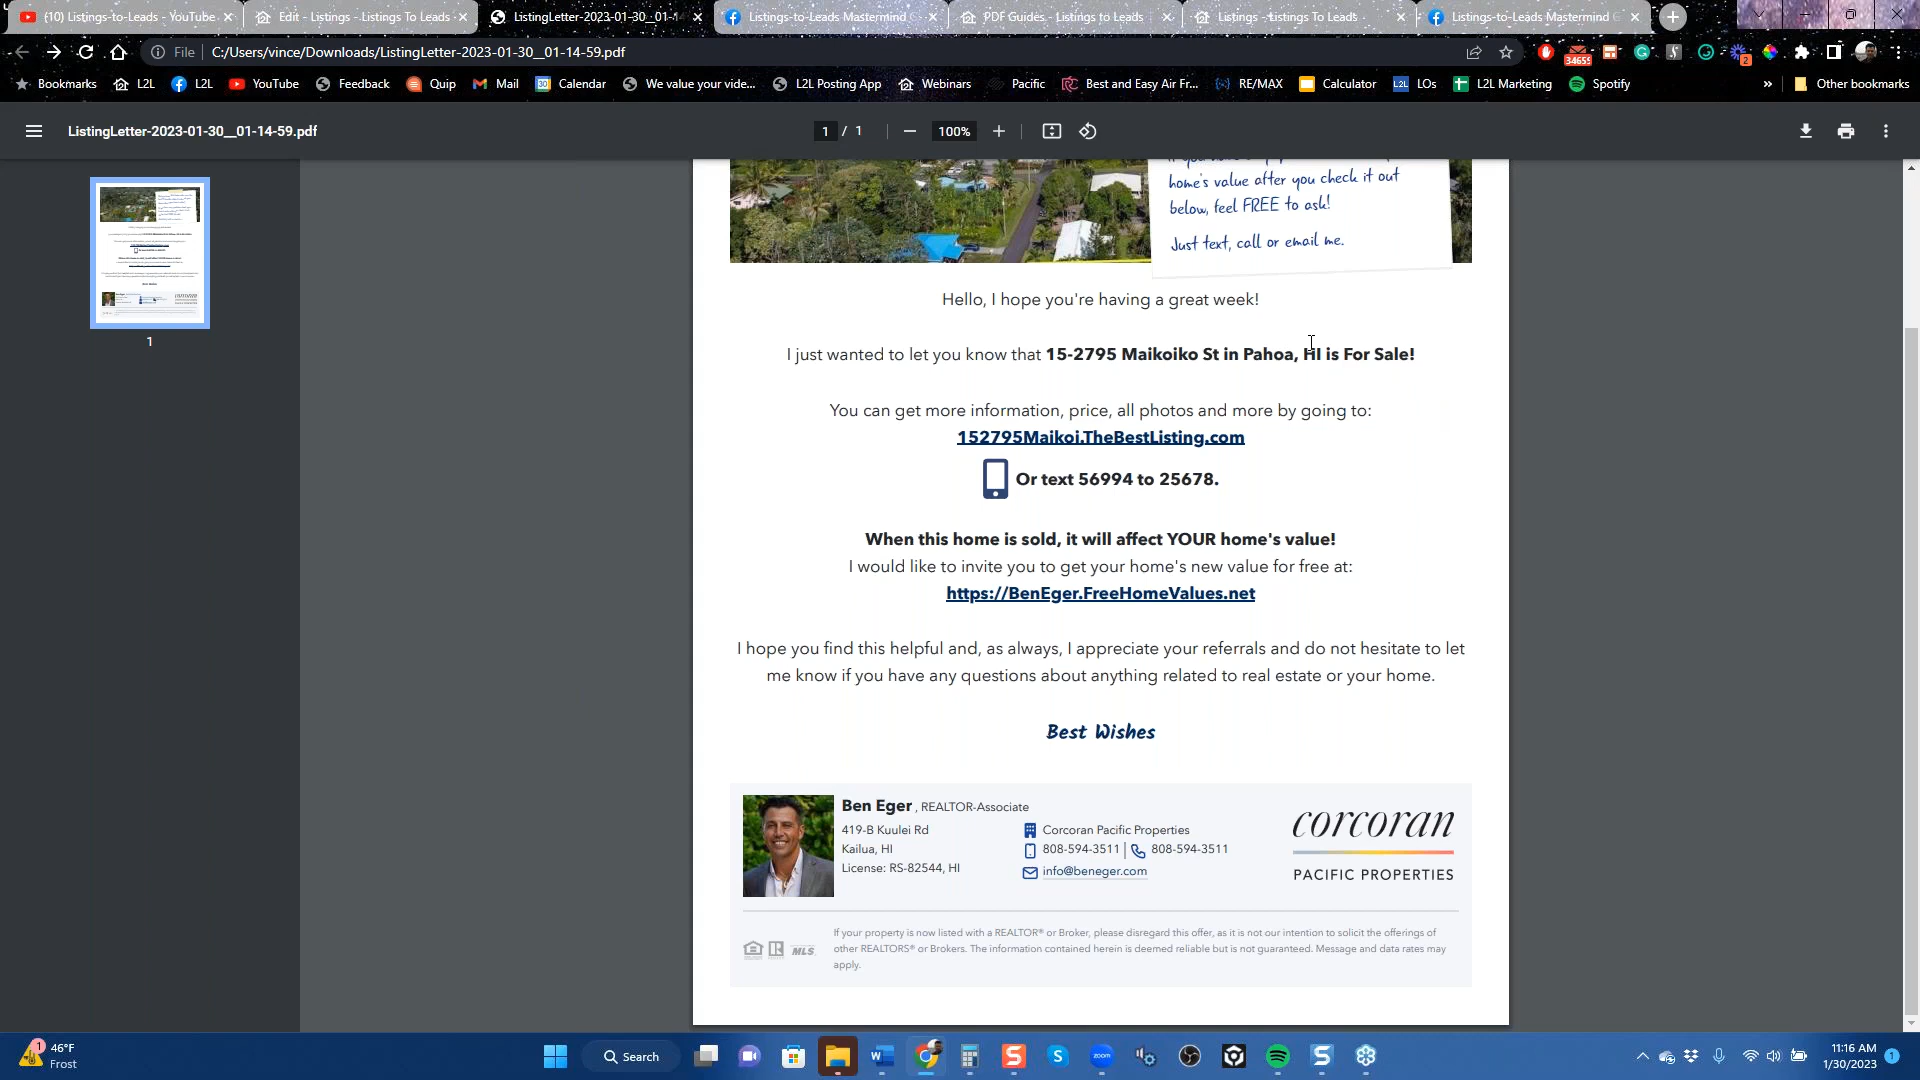 (10) Listings-to-Leads - YouTube
Edit - Listings - Listings To Leads
ListingLetter-2023-01-30__01-14
Listings-to-Leads Mastermind G
PDF Guides - Listings to Leads
Listings - Listings To Leads
Listings-to-Leads Mastermind G
File
C:/Users/vince/Downloads/ListingLetter-2023-01-30__01-14-59.pdf
34655
2
Bookmarks
L2L
L2L
YouTube
Feedback
Quip
Mail
Calendar
We value your vide...
L2L Posting App
Webinars
Pacific
Best and Easy Air Fr...
RE/MAX
Calculator
LOs
L2L Marketing
Spotify
»
Other bookmarks
ListingLetter-2023-01-30__01-14-59.pdf
1 / 1
100%
1
home's value after you check it out
below, feel FREE to ask!
Just text, call or email me.
Hello, I hope you're having a great week!
I just wanted to let you know that 15-2795 Maikoiko St in Pahoa, HI is For Sale!
You can get more information, price, all photos and more by going to:
152795Maikoi.TheBestListing.com
Or text 56994 to 25678.
When this home is sold, it will affect YOUR home's value!
I would like to invite you to get your home's new value for free at:
https://BenEger.FreeHomeValues.net
I hope you find this helpful and, as always, I appreciate your referrals and do not hesitate to let
me know if you have any questions about anything related to real estate or your home.
Best Wishes
Ben Eger , REALTOR-Associate
419-B Kuulei Rd
Kailua, HI
License: RS-82544, HI
Corcoran Pacific Properties
808-594-3511 | 808-594-3511
info@beneger.com
corcoran
PACIFIC PROPERTIES
MLS
If your property is now listed with a REALTOR® or Broker, please disregard this offer, as it is not our intention to solicit the offerings of
other REALTORS® or Brokers. The information contained herein is deemed reliable but is not guaranteed. Message and data rates may
apply.
1
46°F
Frost
Search
zoom
11:16 AM
1/30/2023
1